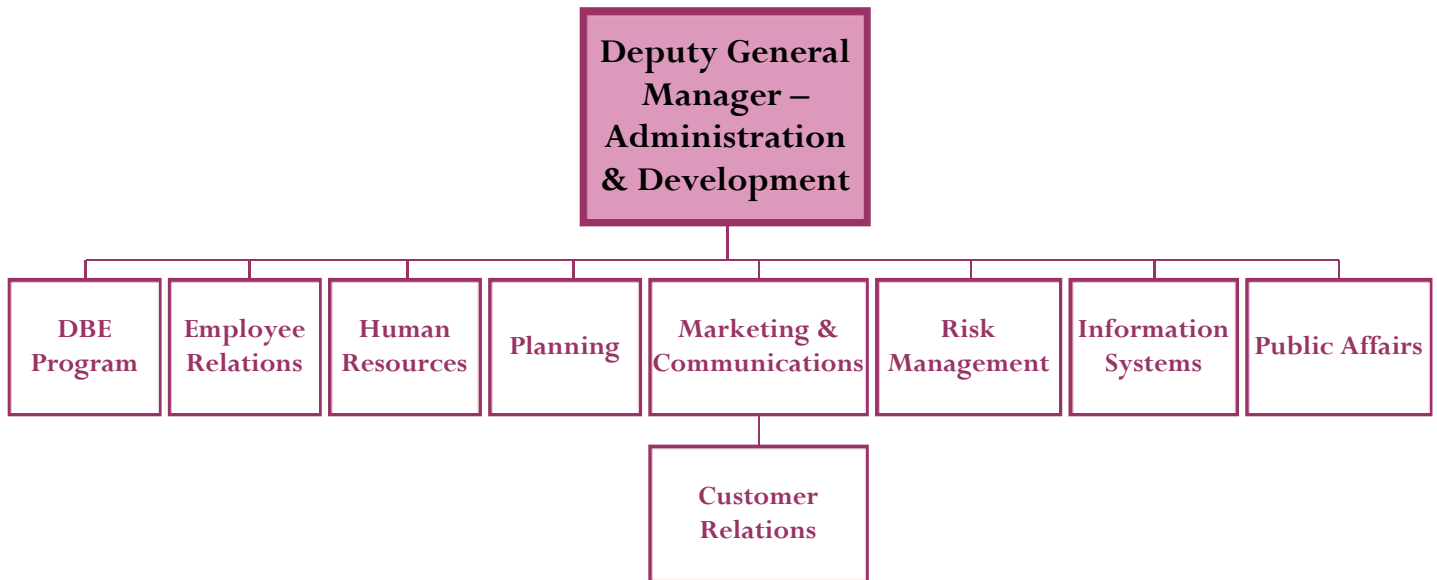 Deputy General
Manager –
Administration
& Development
DBE
Program
Employee
Relations
Human
Resources
Planning
Marketing &
Communications
Risk
Management
Information
Systems
Public Affairs
Customer
Relations